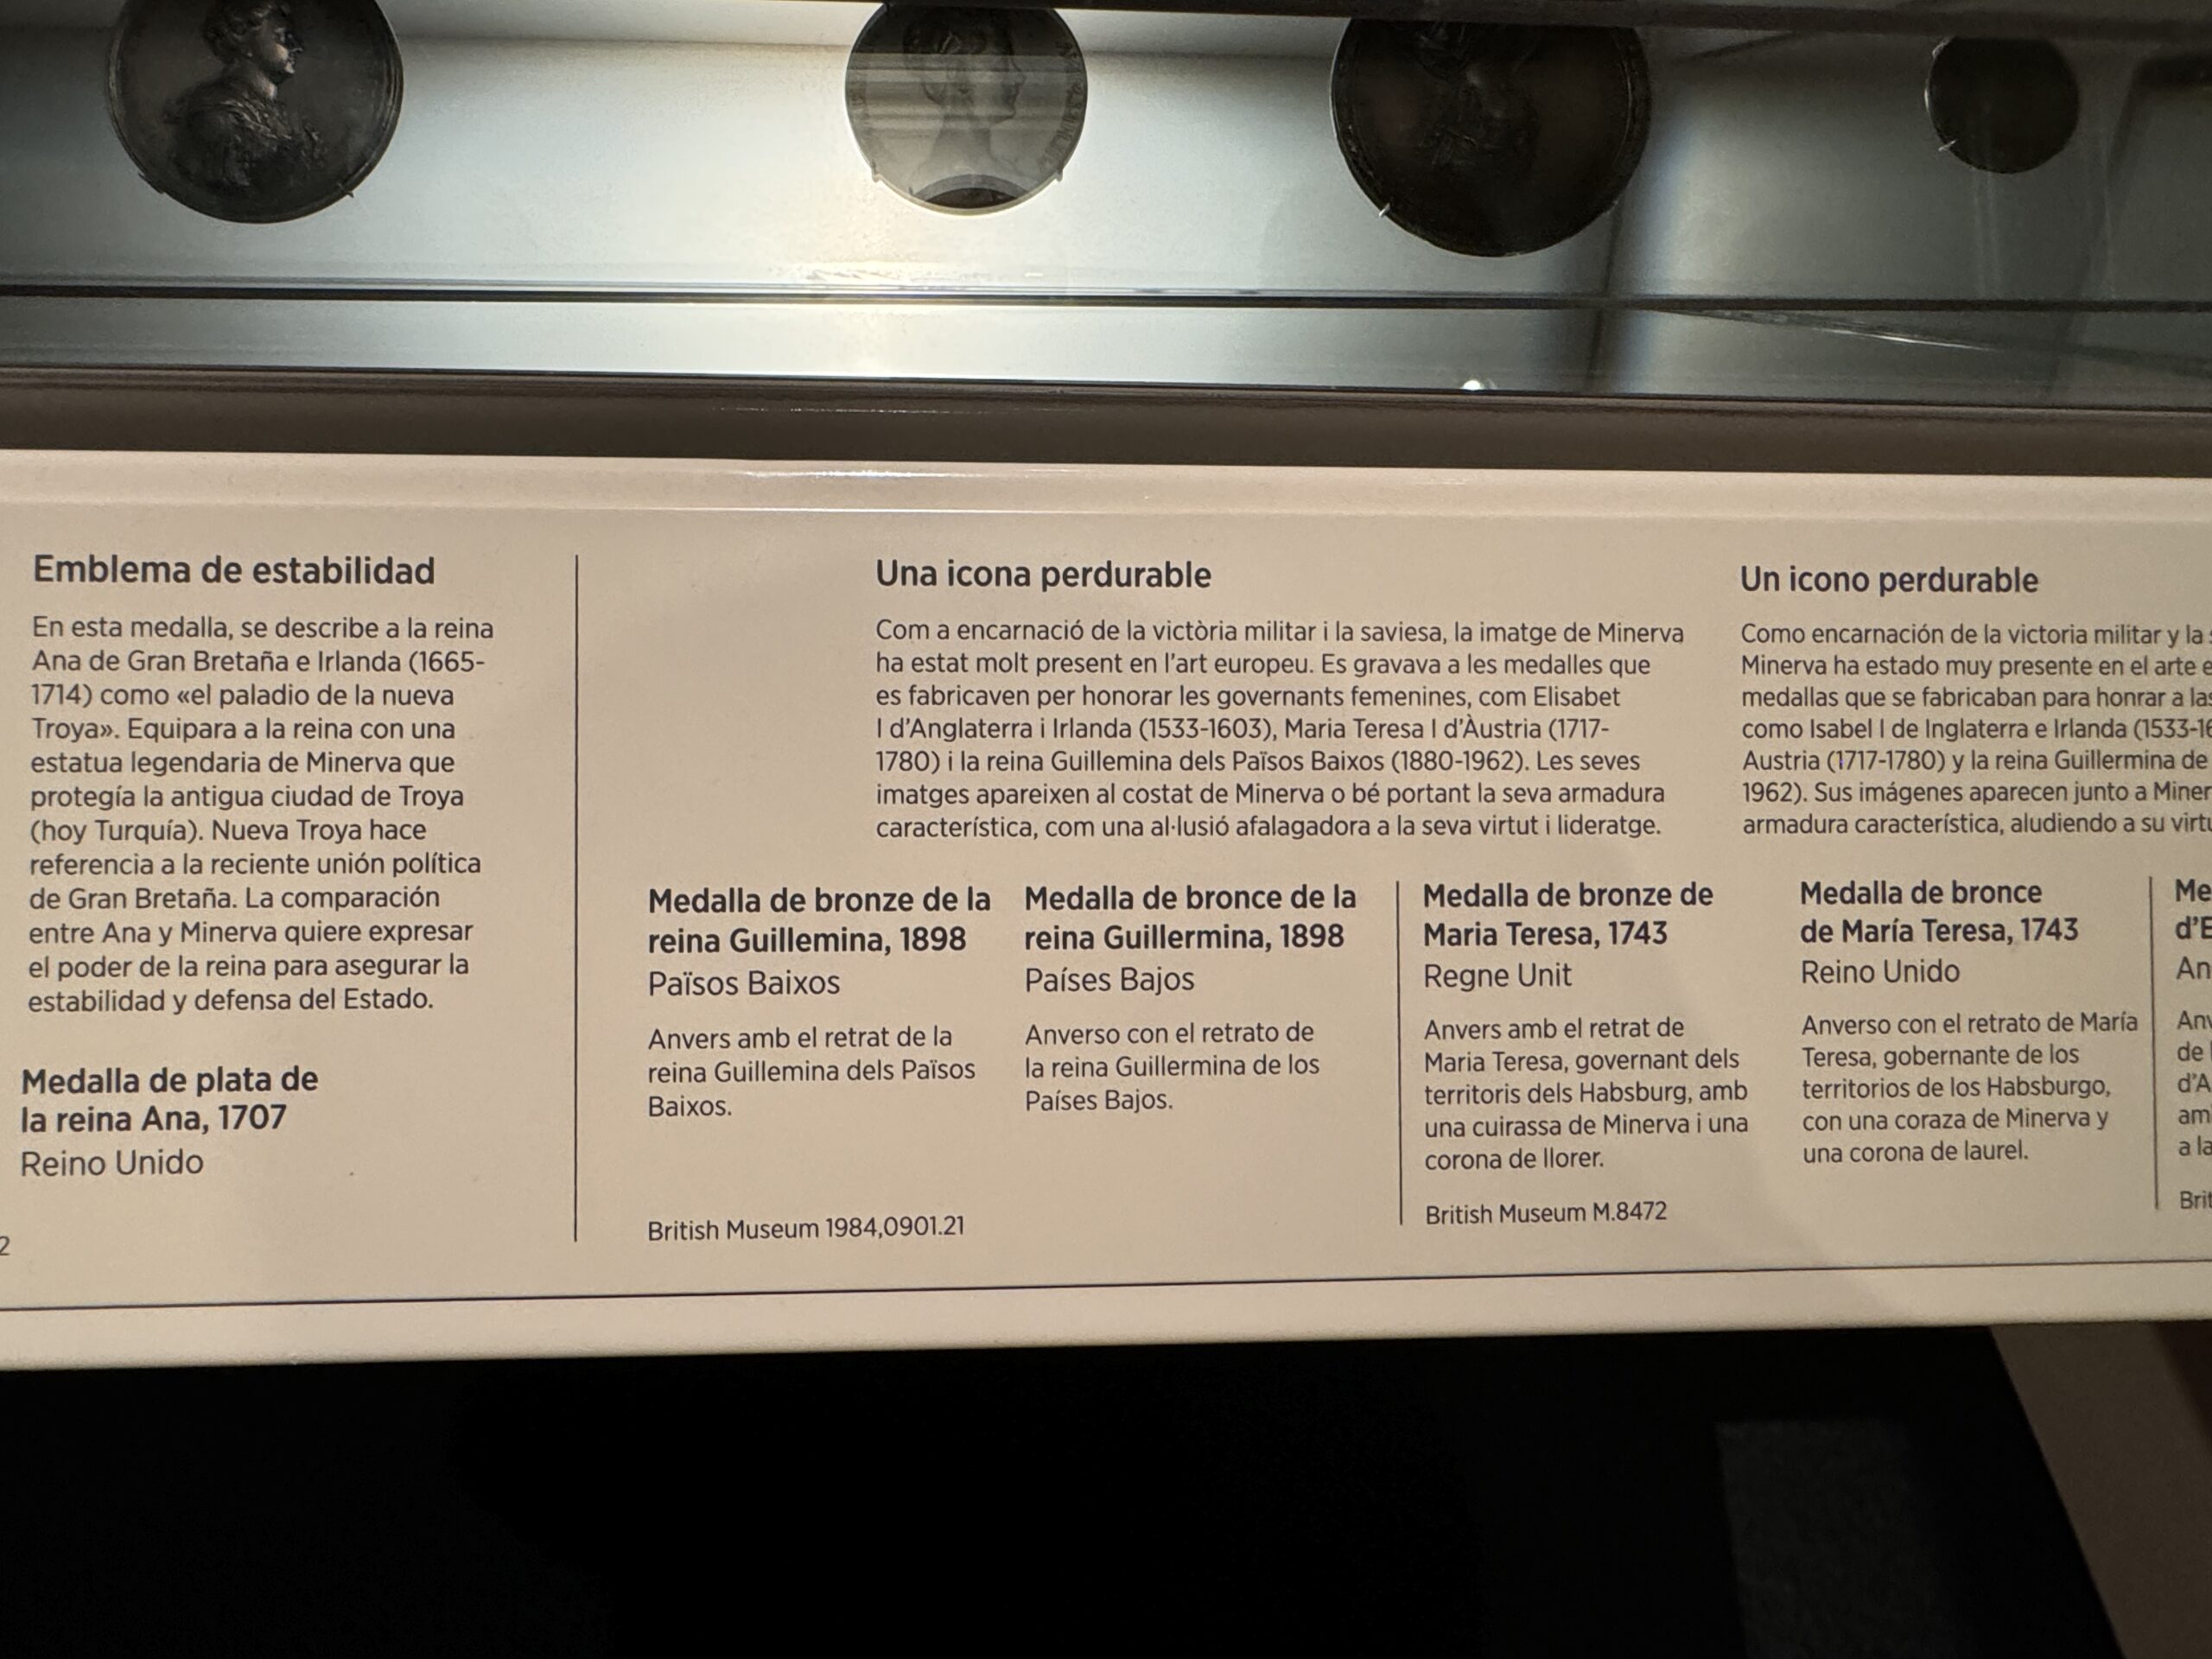 Emblema de estabilidad
En esta medalla, se describe a la reina
Ana de Gran Bretaña e Irlanda (1665-
1714) como «el paladio de la nueva
Troya». Equipara a la reina con una
estatua legendaria de Minerva que
protegía la antigua ciudad de Troya
(hoy Turquía). Nueva Troya hace
referencia a la reciente unión política
de Gran Bretaña. La comparación
entre Ana y Minerva quiere expresar
el poder de la reina para asegurar la
estabilidad y defensa del Estado.
Medalla de plata de
la reina Ana, 1707
Reino Unido
2
Una icona perdurable
Com a encarnació de la victòria militar i la saviesa, la imatge de Minerva
ha estat molt present en l'art europeu. Es gravava a les medalles que
es fabricaven per honorar les governants femenines, com Elisabet
I d'Anglaterra i Irlanda (1533-1603), Maria Teresa I d'Àustria (1717-
1780) i la reina Guillemina dels Països Baixos (1880-1962). Les seves
imatges apareixen al costat de Minerva o bé portant la seva armadura
característica, com una al·lusió afalagadora a la seva virtut i lideratge.
Un icono perdurable
Como encarnación de la victoria militar y la
Minerva ha estado muy presente en el arte
medallas que se fabricaban para honrar a
como Isabel I de Inglaterra e Irlanda (1533-
Austria (1717-1780) y la reina Guillermina de
1962). Sus imágenes aparecen junto a
armadura característica, aludiendo a su
Medalla de bronze de la
reina Guillemina, 1898
Països Baixos
Anvers amb el retrat de la
reina Guillemina dels Països
Baixos.
British Museum 1984,0901.21
Medalla de bronce de la
reina Guillermina, 1898
Países Bajos
Anverso con el retrato de
la reina Guillermina de los
Países Bajos.
Medalla de bronze de
Maria Teresa, 1743
Regne Unit
Anvers amb el retrat de
Maria Teresa, governant dels
territoris dels Habsburg, amb
una cuirassa de Minerva i una
corona de llorer.
British Museum M.8472
Medalla de bronce
de María Teresa, 1743
Reino Unido
Anverso con el retrato de María
Teresa, gobernante de los
territorios de los Habsburgo,
con una coraza de Minerva y
una corona de laurel.